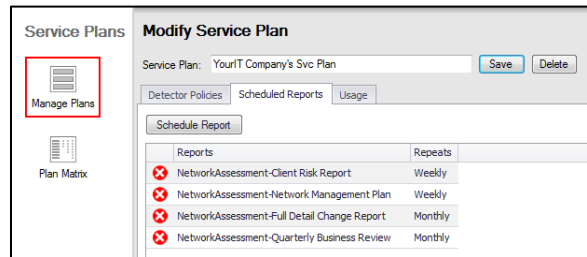 Service Plans
Manage Plans
Plan Matrix
Modify Service Plan
Service Plan: YourIT Company's Svc Plan Save Delete
Detector Policies Scheduled Reports Usage
Schedule Report
Reports Repeats
NetworkAssessment-Client Risk Report Weekly
NetworkAssessment-Network Management Plan Weekly
NetworkAssessment-Full Detail Change Report Monthly
NetworkAssessment-Quarterly Business Review Monthly